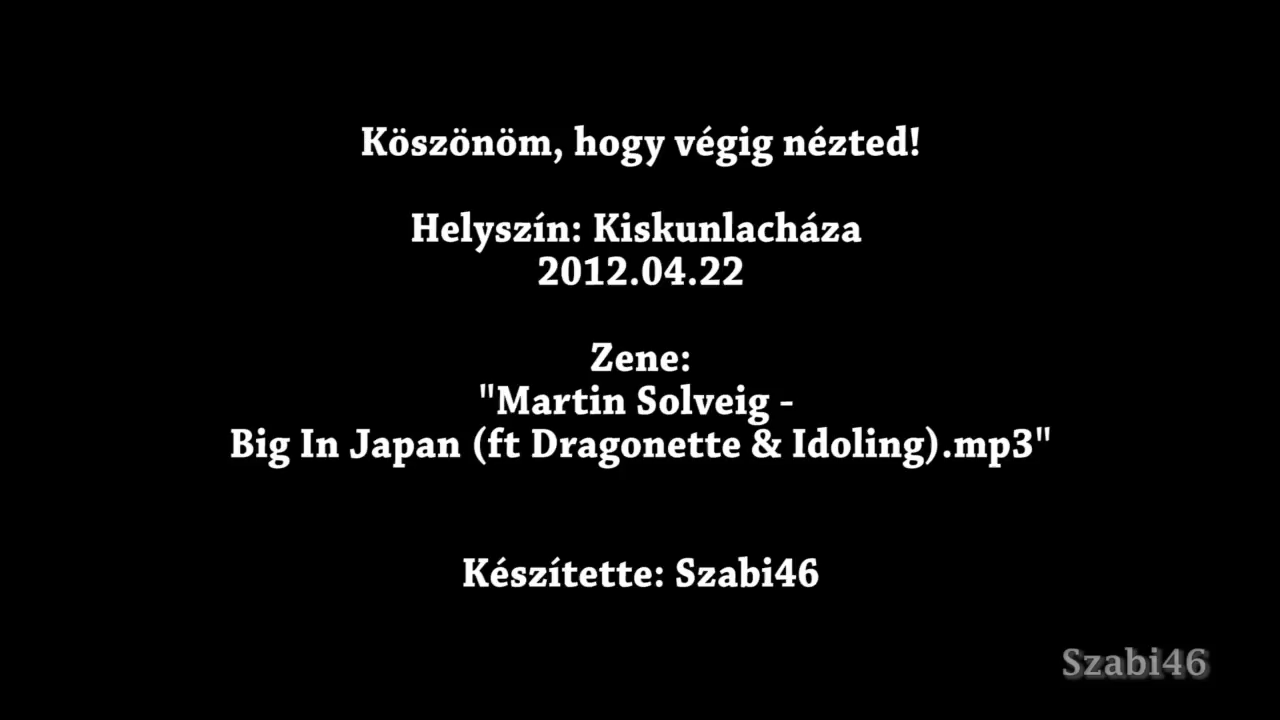 Köszönöm, hogy végig nézted!
Helyszín: Kiskunlacháza
2012.04.22
Zene:
"Martin Solveig -
Big In Japan (ft Dragonette & Idoling).mp3"
Készítette: Szabi46
Szabi46